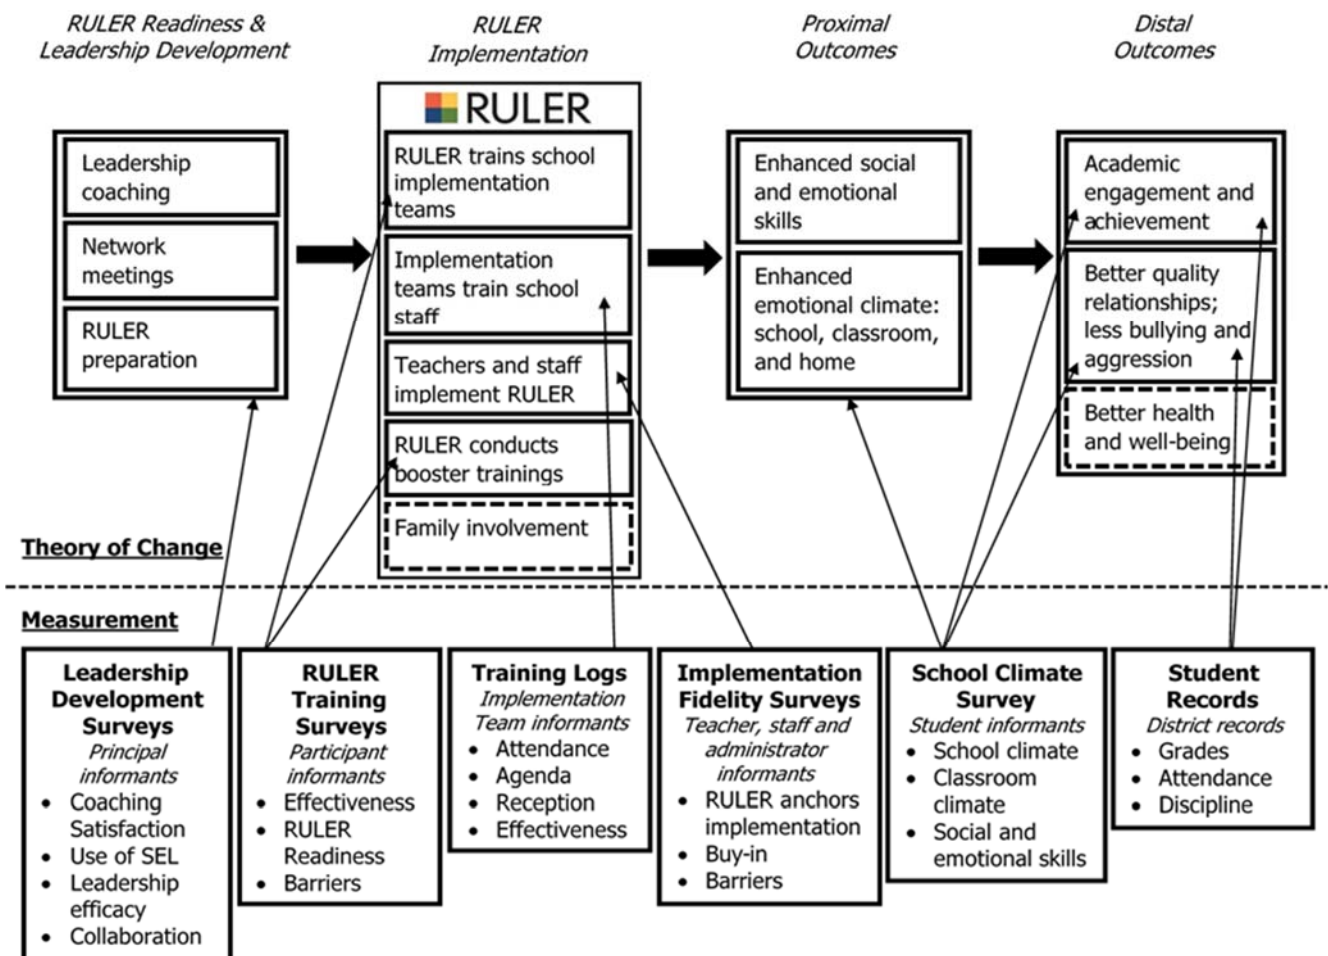 RULER Readiness &
Leadership Development
RULER
Implementation
Proximal
Outcomes
Distal
Outcomes
Leadership
coaching
Network
meetings
RULER
preparation
RULER
RULER trains school
implementation
teams
Implementation
teams train school
staff
Teachers and staff
implement RULER
RULER conducts
booster trainings
Family involvement
Enhanced social
and emotional
skills
Enhanced
emotional climate:
school, classroom,
and home
Academic
engagement and
achievement
Better quality
relationships;
less bullying and
aggression
Better health
and well-being
Theory of Change
Measurement
Leadership
Development
Surveys
Principal
informants
• Coaching
Satisfaction
• Use of SEL
• Leadership
efficacy
• Collaboration
RULER
Training
Surveys
Participant
informants
• Effectiveness
• RULER
Readiness
• Barriers
Training Logs
Implementation
Team informants
• Attendance
• Agenda
• Reception
• Effectiveness
Implementation
Fidelity Surveys
Teacher, staff and
administrator
informants
• RULER anchors
implementation
• Buy-in
• Barriers
School Climate
Survey
Student informants
• School climate
• Classroom
climate
• Social and
emotional skills
Student
Records
District records
• Grades
• Attendance
• Discipline